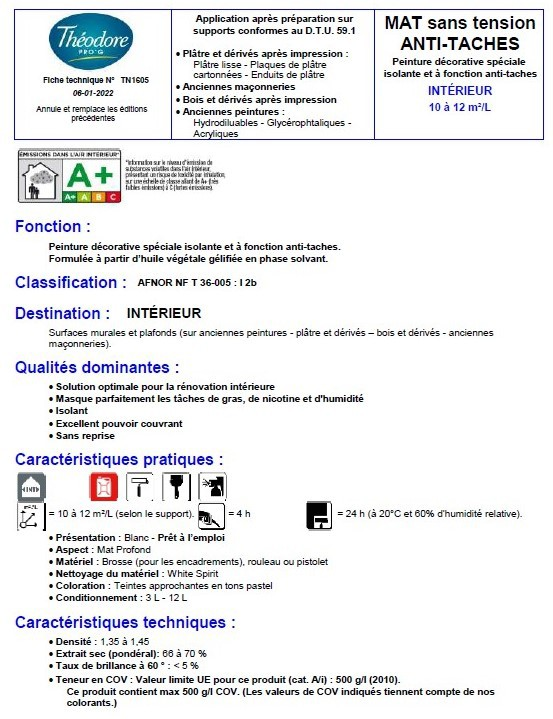 Théodore
PRO'G
Fiche technique N° TN1605
06-01-2022
Annule et remplace les éditions
précédentes
Application après préparation sur
supports conformes au D.T.U. 59.1
• Plâtre et dérivés après impression :
Plâtre lisse - Plaques de plâtre
cartonnées - Enduits de plâtre
• Anciennes maçonneries
• Bois et dérivés après impression
• Anciennes peintures :
Hydrodiluables - Glycérophtaliques -
Acryliques
MAT sans tension
ANTI-TACHES
Peinture décorative spéciale
isolante et à fonction anti-taches
INTÉRIEUR
10 à 12 m²/L
ÉMISSIONS DANS L'AIR INTÉRIEUR*
A+
A+ A B C
*Information sur le niveau d'émission de
substances volatiles dans l'air intérieur,
présentant un risque de toxicité par inhalation,
sur une échelle de classe allant de A+ (très
faibles émissions) à C (fortes émissions).
Fonction :
Peinture décorative spéciale isolante et à fonction anti-taches.
Formulée à partir d'huile végétale gélifiée en phase solvant.
Classification : AFNOR NF T 36-005 : I 2b
Destination : INTÉRIEUR
Surfaces murales et plafonds (sur anciennes peintures - plâtre et dérivés – bois et dérivés - anciennes
maçonneries).
Qualités dominantes :
• Solution optimale pour la rénovation intérieure
• Masque parfaitement les tâches de gras, de nicotine et d'humidité
• Isolant
• Excellent pouvoir couvrant
• Sans reprise
Caractéristiques pratiques :
INT
m²/L = 10 à 12 m²/L (selon le support). = 4 h = 24 h (à 20°C et 60% d'humidité relative).
• Présentation : Blanc - Prêt à l'emploi
• Aspect : Mat Profond
• Matériel : Brosse (pour les encadrements), rouleau ou pistolet
• Nettoyage du matériel : White Spirit
• Coloration : Teintes approchantes en tons pastel
• Conditionnement : 3 L - 12 L
Caractéristiques techniques :
• Densité : 1,35 à 1,45
• Extrait sec (pondéral): 66 à 70 %
• Taux de brillance à 60 ° : < 5 %
• Teneur en COV : Valeur limite UE pour ce produit (cat. A/i) : 500 g/l (2010).
Ce produit contient max 500 g/l COV. (Les valeurs de COV indiqués tiennent compte de nos
colorants.)